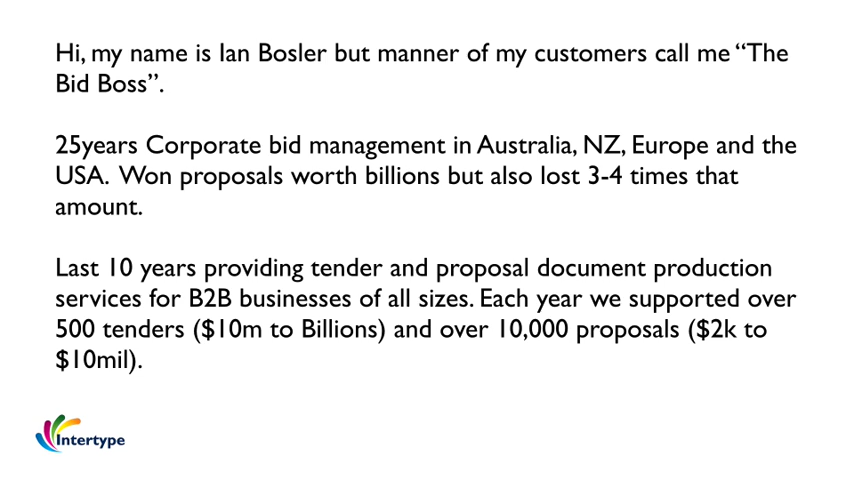 Hi, my name is Ian Bosler but manner of my customers call me “The
Bid Boss”.
25years Corporate bid management in Australia, NZ, Europe and the
USA. Won proposals worth billions but also lost 3-4 times that
amount.
Last 10 years providing tender and proposal document production
services for B2B businesses of all sizes. Each year we supported over
500 tenders ($10m to Billions) and over 10,000 proposals ($2k to
$10mil).
Intertype